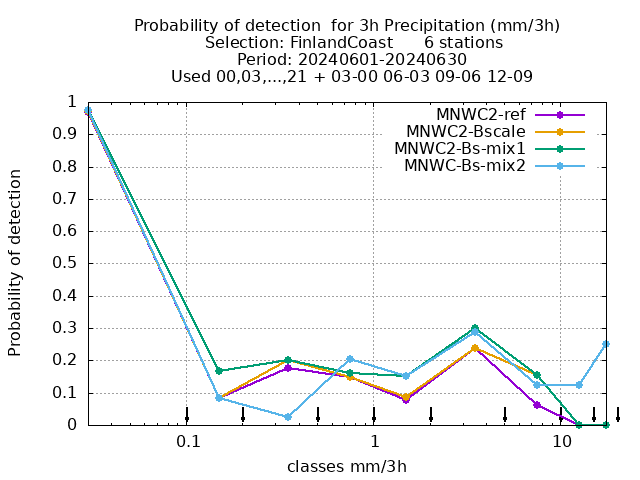 Probability of detection  for 3h Precipitation (mm/3h)
Selection: FinlandCoast      6 stations
Period: 20240601-20240630
Used 00,03,...,21 + 03-00 06-03 09-06 12-09
MNWC2-ref
MNWC2-Bscale
MNWC2-Bs-mix1
MNWC-Bs-mix2
Probability of detection
1
0.9
0.8
0.7
0.6
0.5
0.4
0.3
0.2
0.1
0
0.1 1 10
classes mm/3h